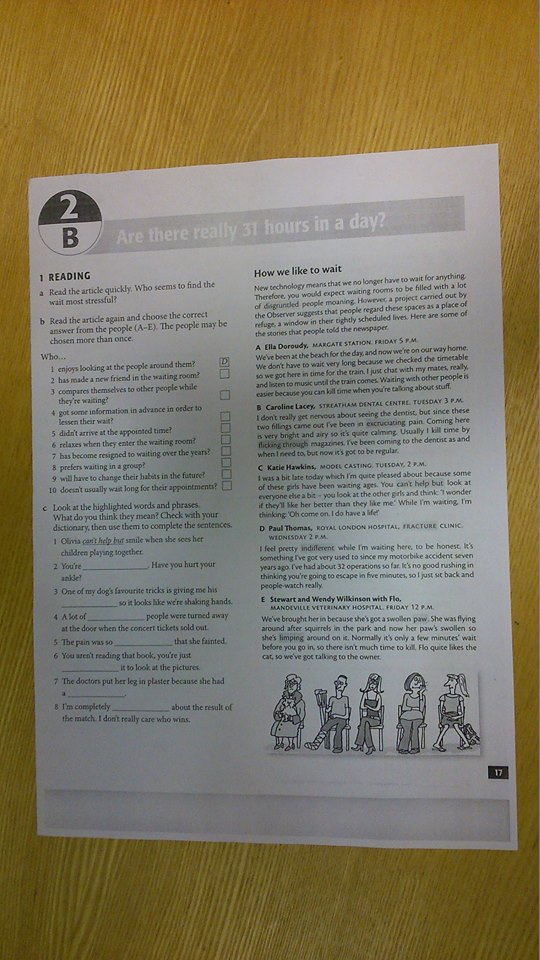 2
B
Are there really 31 hours in a day?
1 READING
a Read the article quickly. Who seems to find the
wait most stressful?
b Read the article again and choose the correct
answer from the people (A–E). The people may be
chosen more than once.
Who...
1 enjoys looking at the people around them? D
2 has made a new friend in the waiting room?
3 compares themselves to other people while
they're waiting?
4 got some information in advance in order to
lessen their wait?
5 didn't arrive at the appointed time?
6 relaxes when they enter the waiting room?
7 has become resigned to waiting over the years?
8 prefers waiting in a group?
9 will have to change their habits in the future?
10 doesn't usually wait long for their appointments?
c Look at the highlighted words and phrases.
What do you think they mean? Check with your
dictionary, then use them to complete the sentences.
1 Olivia can't help but smile when she sees her
children playing together.
2 You're ____________. Have you hurt your
ankle?
3 One of my dog's favourite tricks is giving me his
____________ so it looks like we're shaking hands.
4 A lot of ____________ people were turned away
at the door when the concert tickets sold out.
5 The pain was so ____________ that she fainted.
6 You aren't reading that book, you're just
____________ it to look at the pictures.
7 The doctors put her leg in plaster because she had
a ____________.
8 I'm completely ____________ about the result of
the match. I don't really care who wins.
How we like to wait
New technology means that we no longer have to wait for anything.
Therefore, you would expect waiting rooms to be filled with a lot
of disgruntled people moaning. However, a project carried out by
the Observer suggests that people regard these spaces as a place of
refuge, a window in their tightly scheduled lives. Here are some of
the stories that people told the newspaper.
A Ella Doroudy, MARGATE STATION. FRIDAY 5 P.M.
We've been at the beach for the day, and now we're on our way home.
We don't have to wait very long because we checked the timetable
so we got here in time for the train. I just chat with my mates, really,
and listen to music until the train comes. Waiting with other people is
easier because you can kill time when you're talking about stuff.
B Caroline Lacey, STREATHAM DENTAL CENTRE. TUESDAY 3 P.M.
I don't really get nervous about seeing the dentist, but since these
two fillings came out I've been in excruciating pain. Coming here
is very bright and airy so it's quite calming. Usually I kill time by
flicking through magazines. I've been coming to the dentist as and
when I need to, but now it's got to be regular.
C Katie Hawkins, MODEL CASTING. TUESDAY, 2 P.M.
I was a bit late today which I'm quite pleased about because some
of these girls have been waiting ages. You can't help but look at
everyone else a bit – you look at the other girls and think: 'I wonder
if they'll like her better than they like me.' While I'm waiting, I'm
thinking: 'Oh come on. I do have a life!'
D Paul Thomas, ROYAL LONDON HOSPITAL, FRACTURE CLINIC.
WEDNESDAY 2 P.M.
I feel pretty indifferent while I'm waiting here, to be honest. It's
something I've got very used to since my motorbike accident seven
years ago. I've had about 32 operations so far. It's no good rushing in
thinking you're going to escape in five minutes, so I just sit back and
people-watch really.
E Stewart and Wendy Wilkinson with Flo,
MANDEVILLE VETERINARY HOSPITAL. FRIDAY 12 P.M.
We've brought her in because she's got a swollen paw. She was flying
around after squirrels in the park and now her paw's swollen so
she's limping around on it. Normally it's only a few minutes' wait
before you go in, so there isn't much time to kill. Flo quite likes the
cat, so we've got talking to the owner.
17